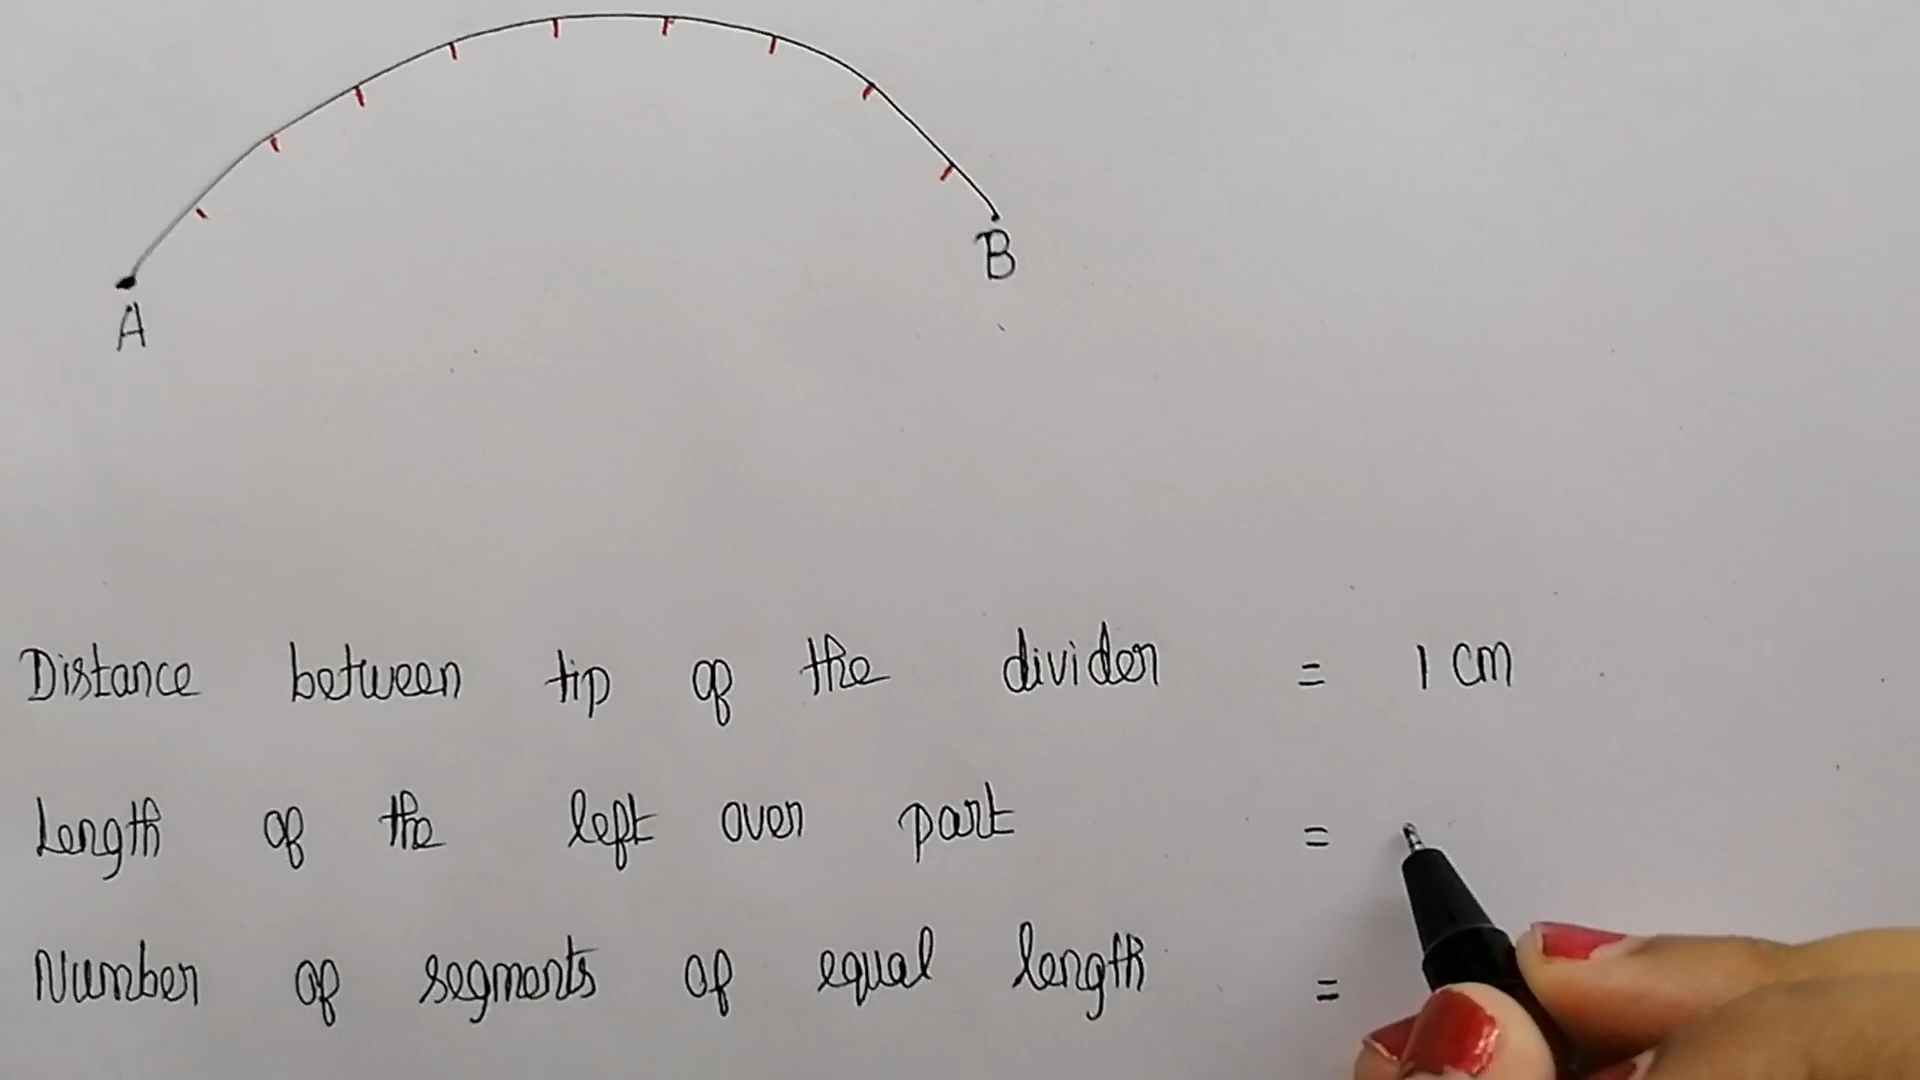 A
B
Distance between tip of the divider = 1 cm
Length of the left over part =
Number of segments of equal length =